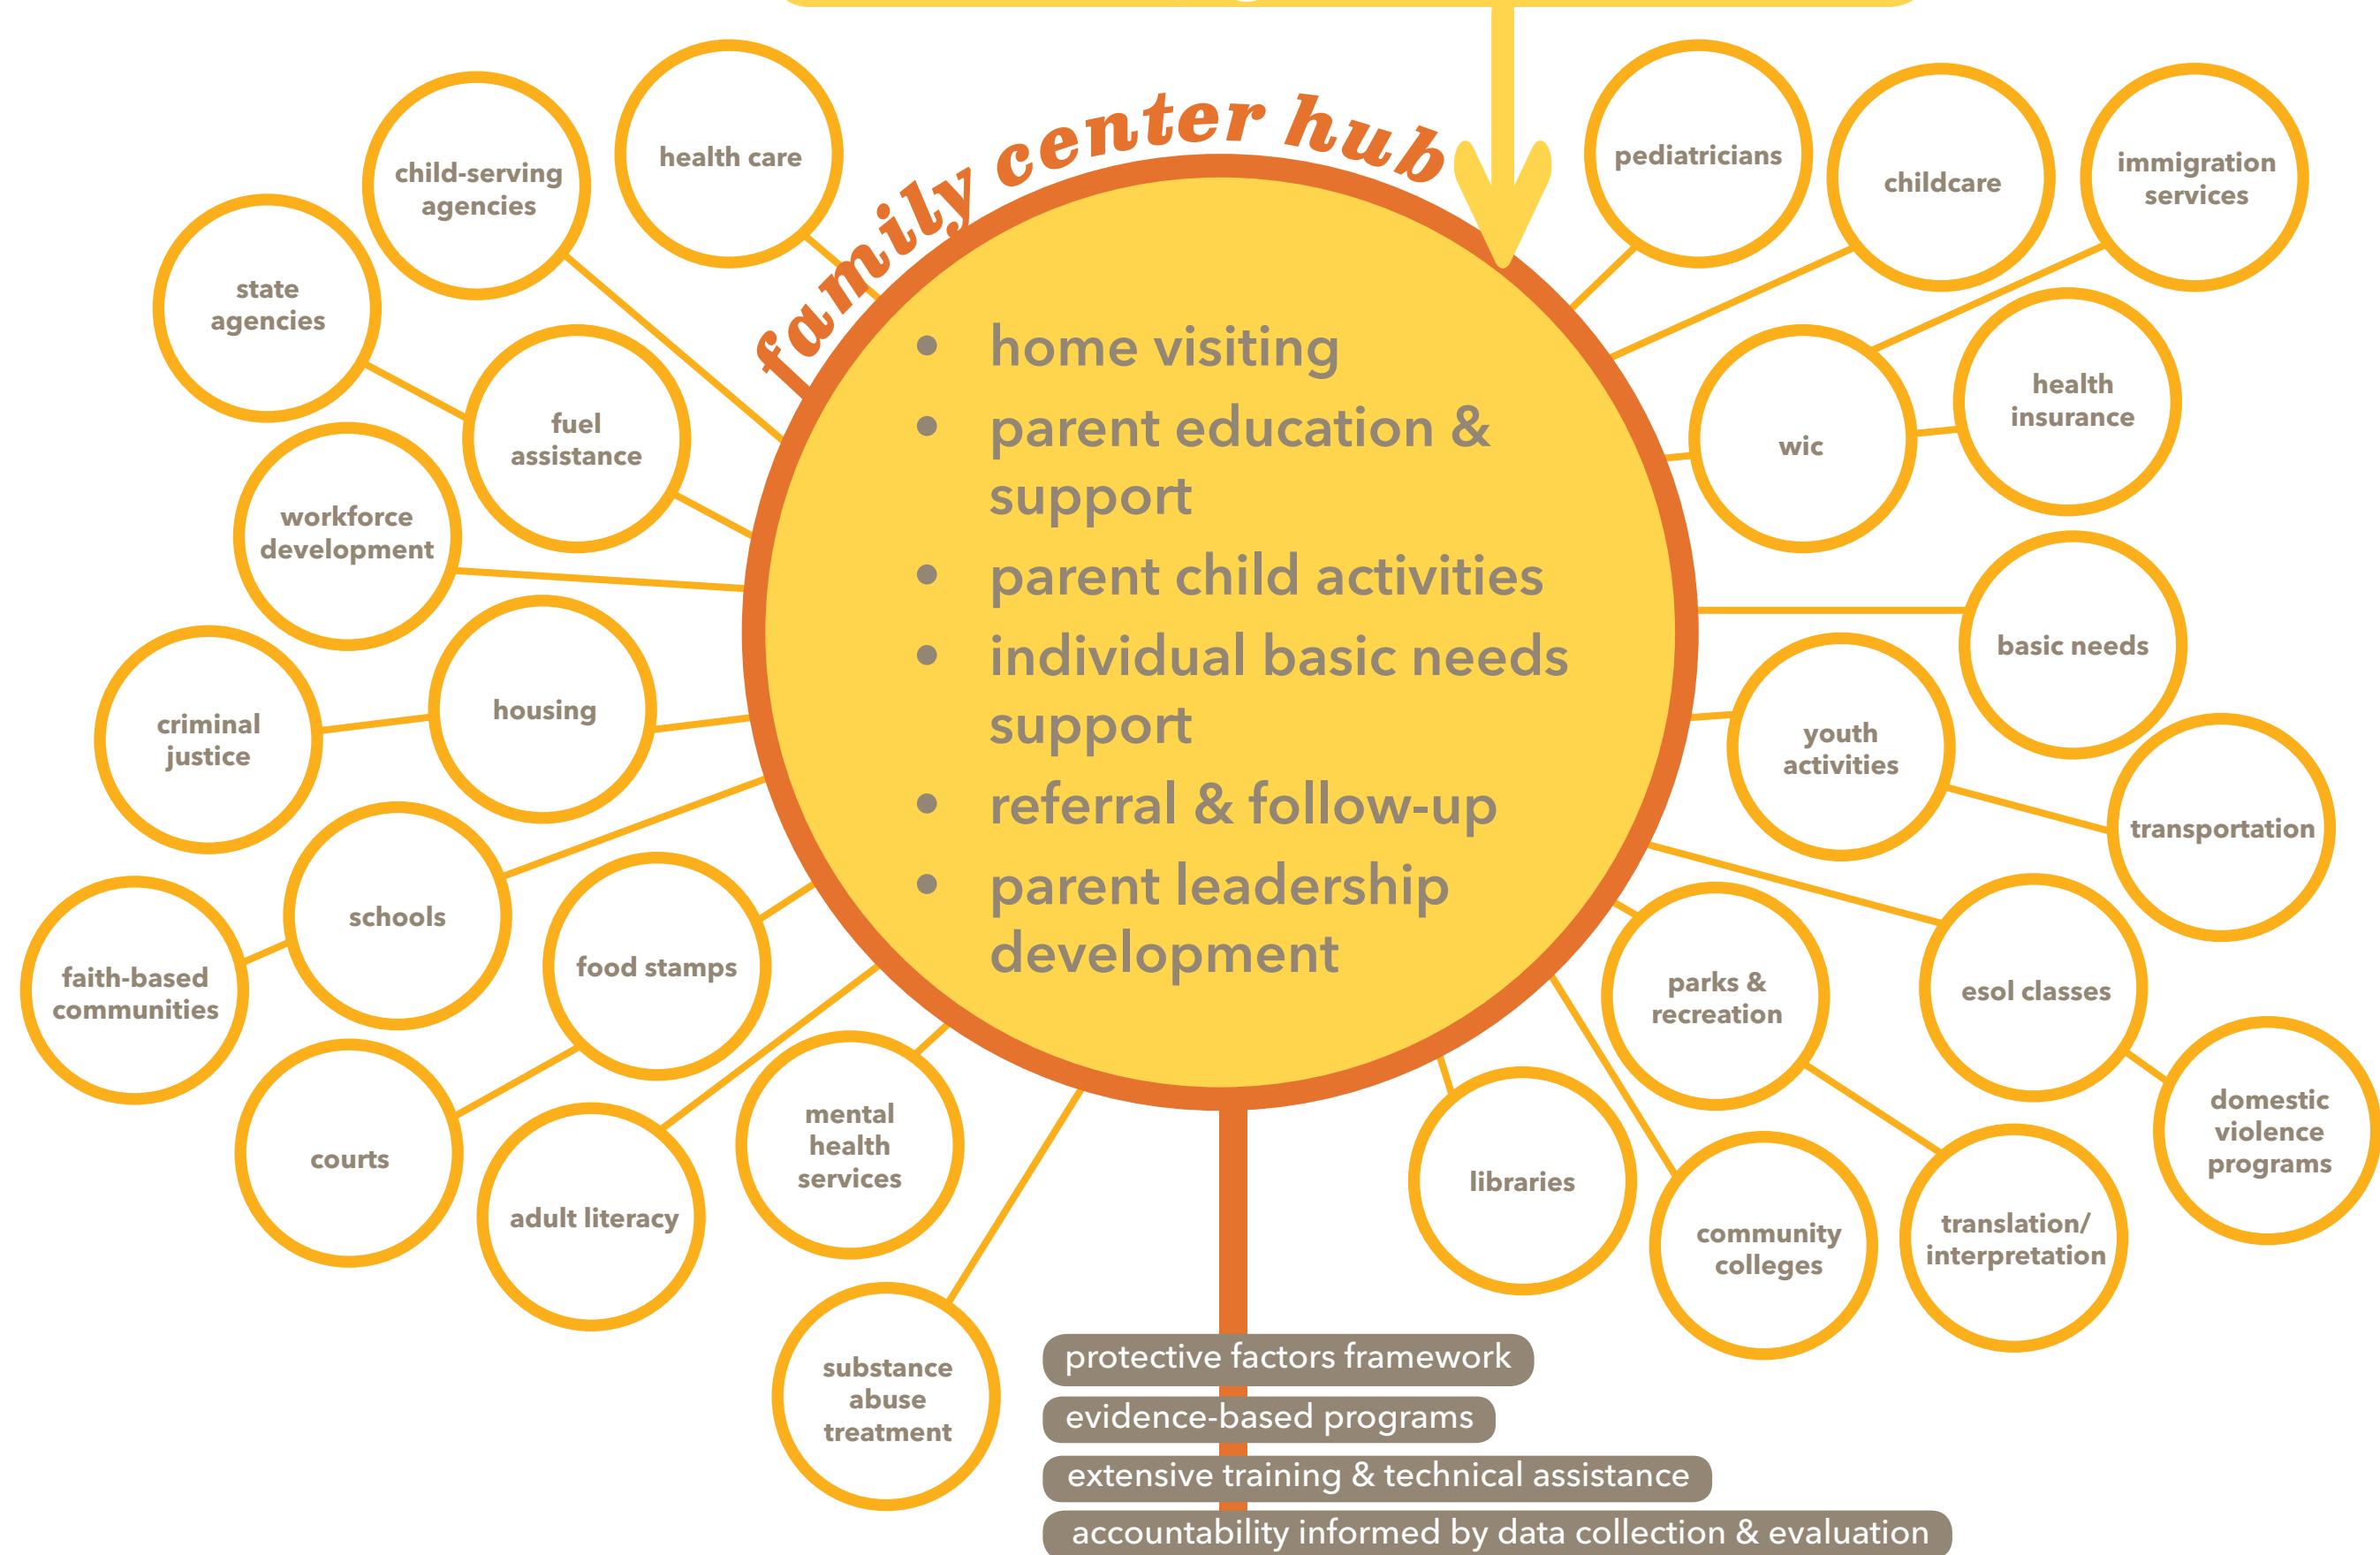 family center hub
health care
child-serving
agencies
state
agencies
fuel
assistance
workforce
development
criminal
justice
housing
schools
faith-based
communities
food stamps
courts
adult literacy
mental
health
services
substance
abuse
treatment
• home visiting
• parent education &
support
• parent child activities
• individual basic needs
support
• referral & follow-up
• parent leadership
development
pediatricians
childcare
immigration
services
wic
health
insurance
basic needs
youth
activities
transportation
parks &
recreation
esol classes
domestic
violence
programs
libraries
community
colleges
translation/
interpretation
protective factors framework
evidence-based programs
extensive training & technical assistance
accountability informed by data collection & evaluation